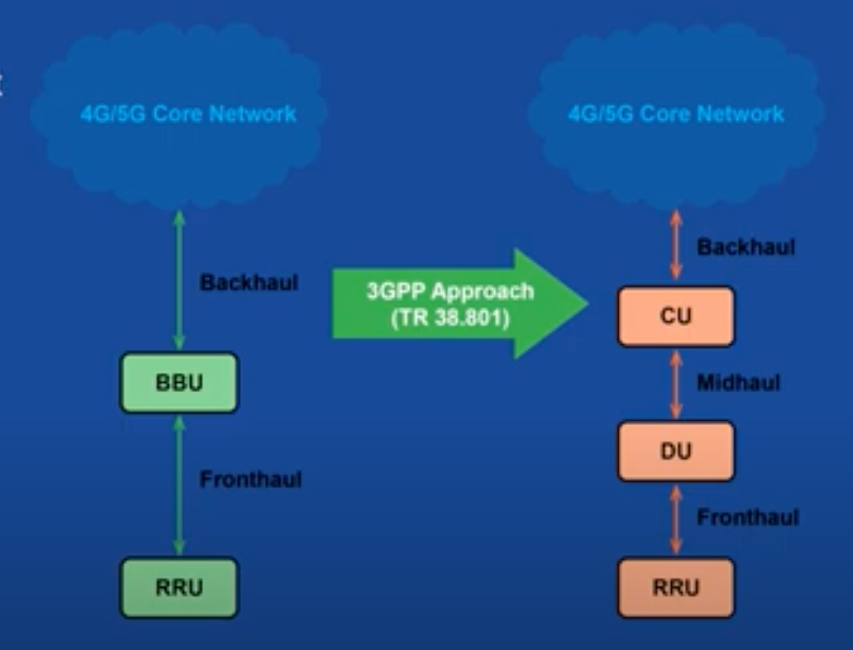 4G/5G Core Network
Backhaul
BBU
Fronthaul
RRU
3GPP Approach
(TR 38.801)
4G/5G Core Network
Backhaul
CU
Midhaul
DU
Fronthaul
RRU